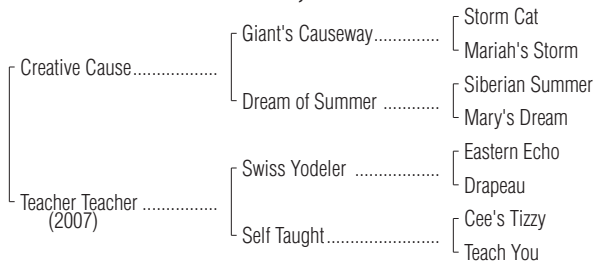 Storm Cat
Giant's Causeway..............
Mariah's Storm
Creative Cause..................
Siberian Summer
Dream of Summer ............
Mary's Dream
Eastern Echo
Swiss Yodeler ..................
Drapeau
Teacher Teacher ................
(2007)
Cee's Tizzy
Self Taught........................
Teach You